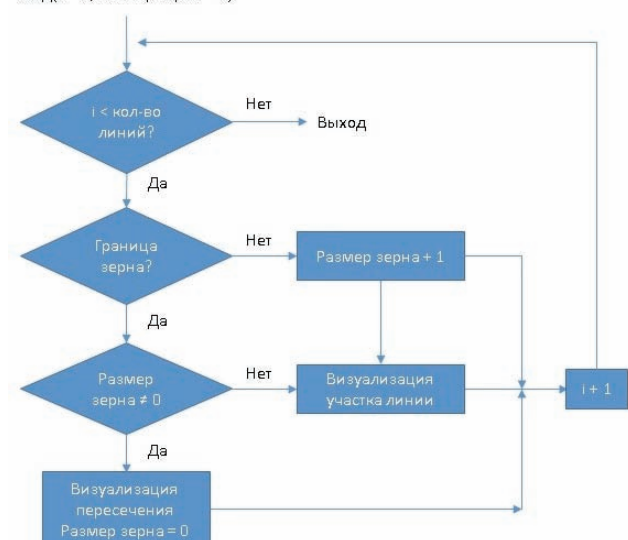 i < кол-во
линий?
Нет
Выход
Да
Граница
зерна?
Нет
Размер зерна + 1
Да
Размер
зерна ≠ 0
Нет
Визуализация
участка линии
i + 1
Да
Визуализация
пересечения
Размер зерна = 0